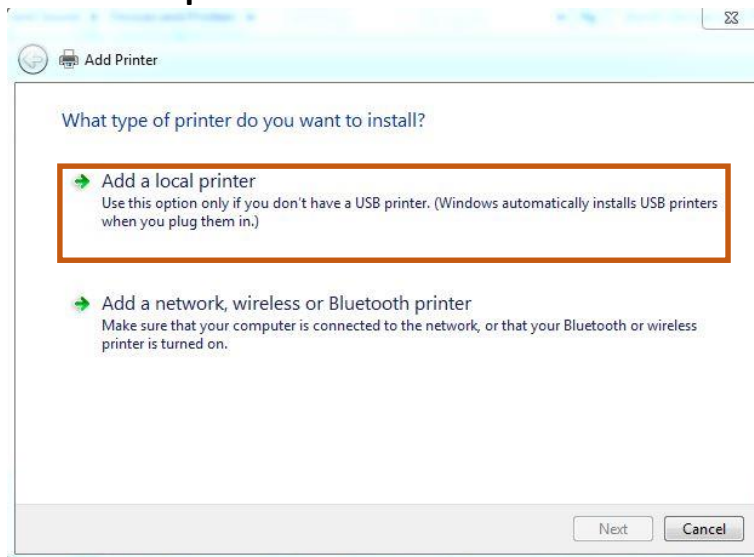 Add Printer
What type of printer do you want to install?
Add a local printer
Use this option only if you don't have a USB printer. (Windows automatically installs USB printers
when you plug them in.)
Add a network, wireless or Bluetooth printer
Make sure that your computer is connected to the network, or that your Bluetooth or wireless
printer is turned on.
Next Cancel